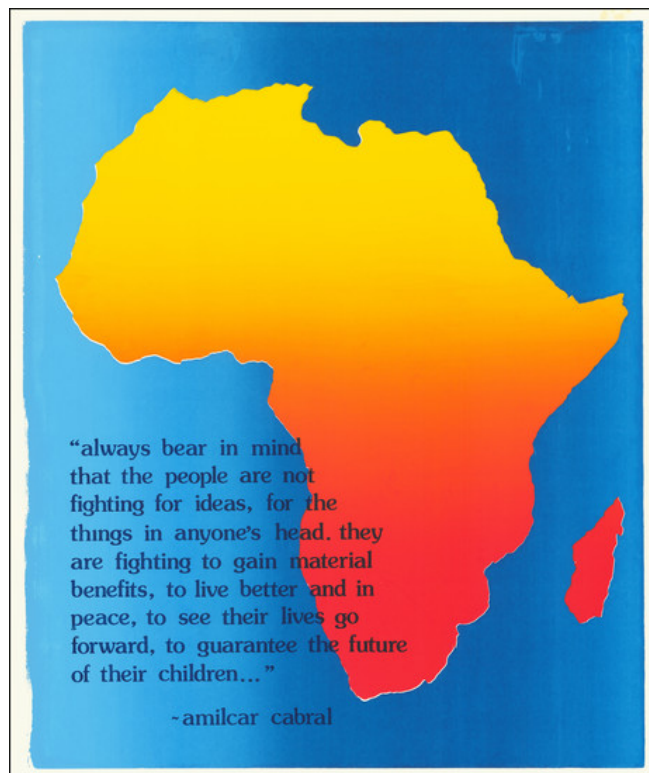 “always bear in mind
that the people are not
fighting for ideas, for the
things in anyone’s head. they
are fighting to gain material
benefits, to live better and in
peace, to see their lives go
forward, to guarantee the future
of their children...”
~amilcar cabral